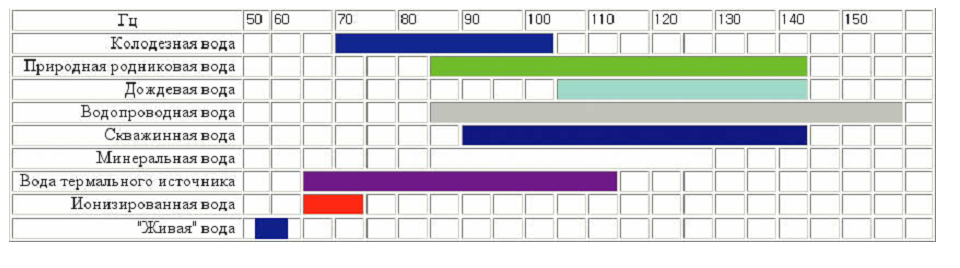 Гц 50 60 70 80 90 100 110 120 130 140 150
Колодезная вода
Природная родниковая вода
Дождевая вода
Водопроводная вода
Скважинная вода
Минеральная вода
Вода термального источника
Ионизированная вода
"Живая" вода